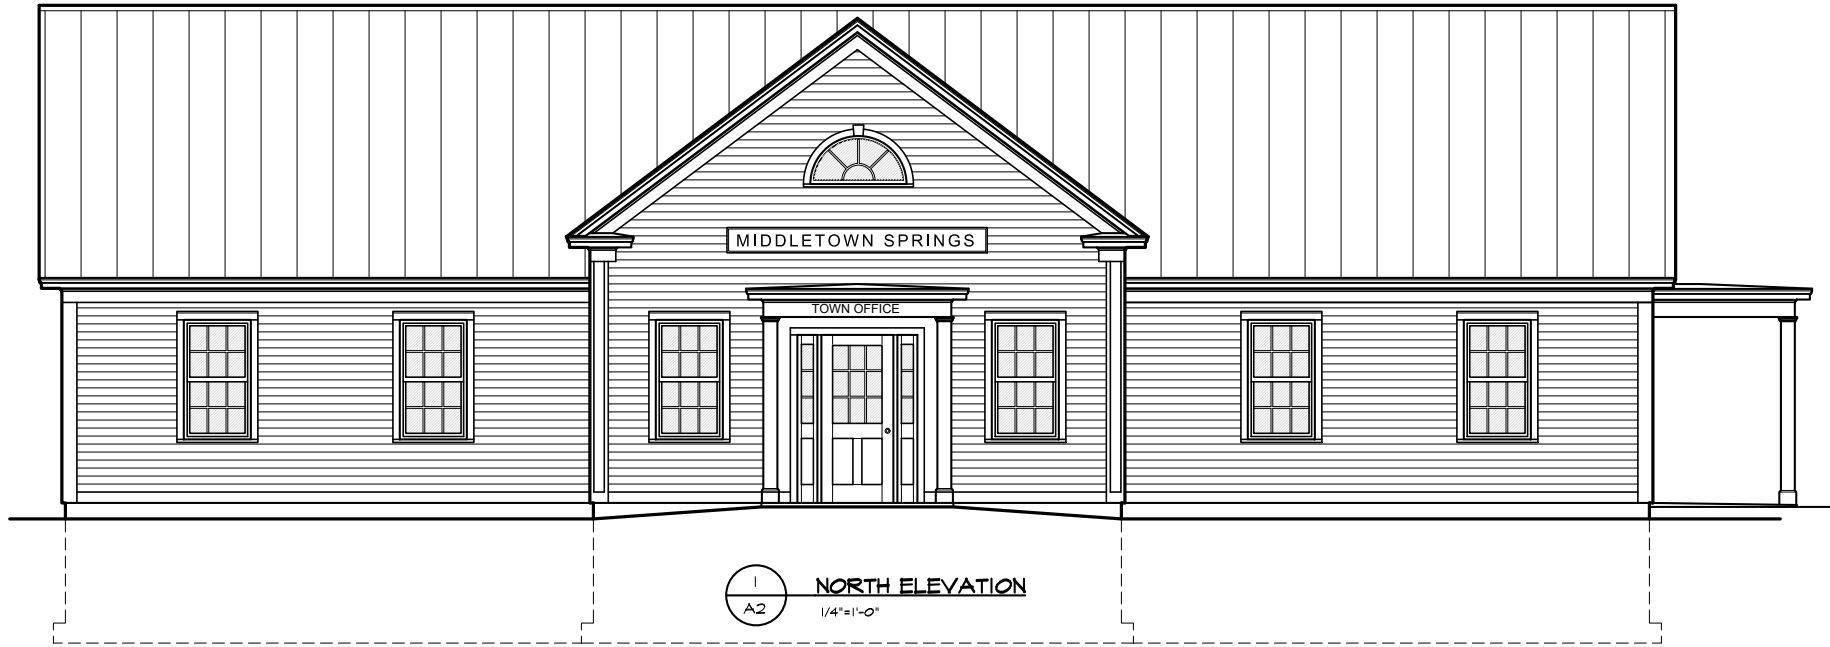 MIDDLETOWN SPRINGS
TOWN OFFICE
1
A2
NORTH ELEVATION
1/4"=1'-0"